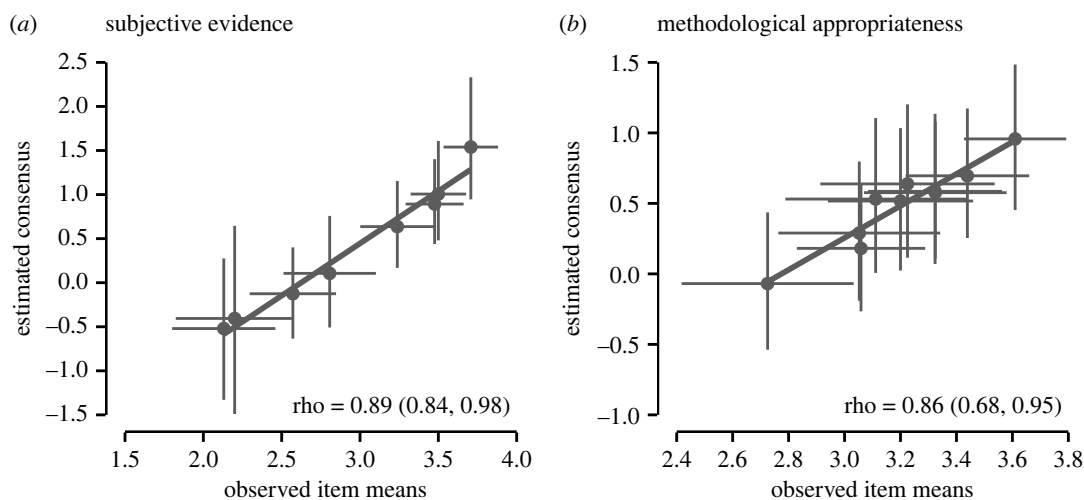 (a) subjective evidence
2.5
2.0
1.5
1.0
0.5
0.0
–0.5
–1.0
–1.5
estimated consensus
rho = 0.89 (0.84, 0.98)
1.5 2.0 2.5 3.0 3.5 4.0
observed item means
(b) methodological appropriateness
1.5
1.0
0.5
0.0
–0.5
–1.0
estimated consensus
rho = 0.86 (0.68, 0.95)
2.4 2.6 2.8 3.0 3.2 3.4 3.6 3.8
observed item means